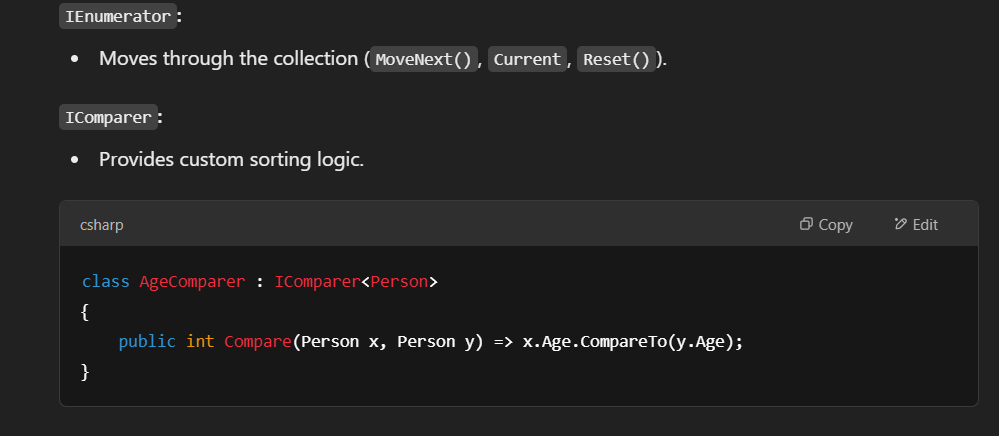 IEnumerator:
• Moves through the collection (MoveNext(), Current, Reset()).
IComparer:
• Provides custom sorting logic.
csharp Copy Edit
class AgeComparer : IComparer<Person>
{
    public int Compare(Person x, Person y) => x.Age.CompareTo(y.Age);
}